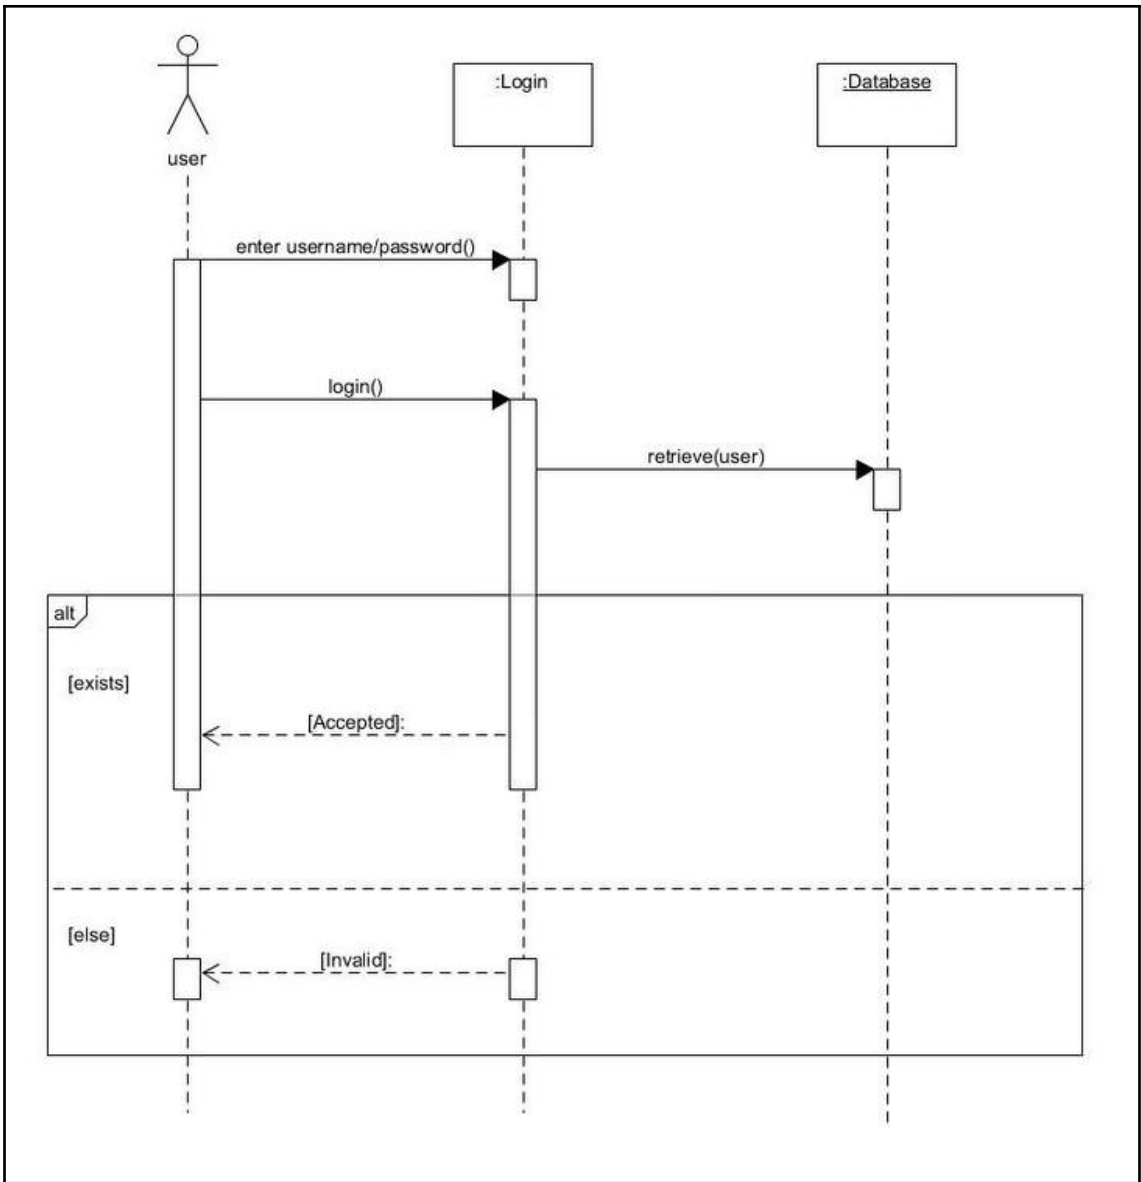 user
:Login
:Database
enter username/password()
login()
retrieve(user)
alt
[exists]
[Accepted]:
[else]
[Invalid]: